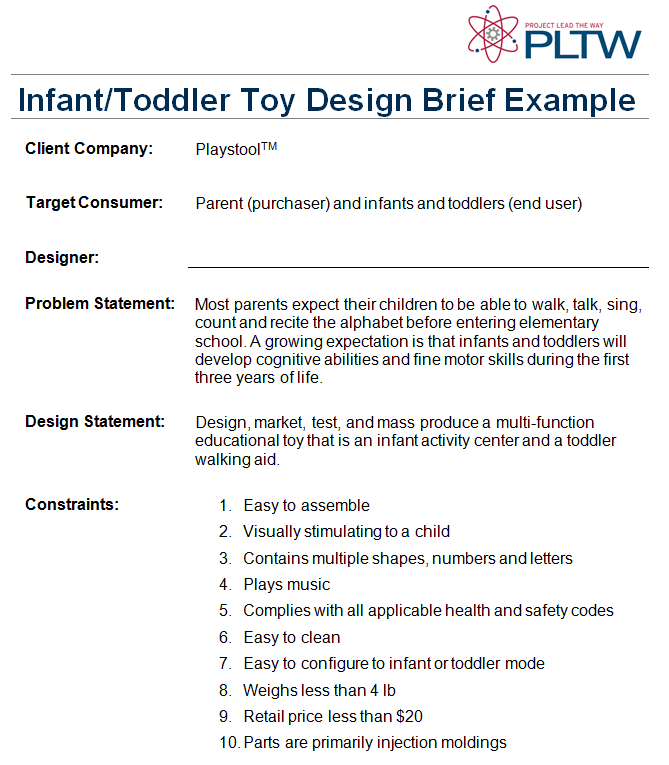 PROJECT LEAD THE WAY
PLTW
Infant/Toddler Toy Design Brief Example
Client Company: Playstool™
Target Consumer: Parent (purchaser) and infants and toddlers (end user)
Designer:
Problem Statement: Most parents expect their children to be able to walk, talk, sing,
count and recite the alphabet before entering elementary
school. A growing expectation is that infants and toddlers will
develop cognitive abilities and fine motor skills during the first
three years of life.
Design Statement: Design, market, test, and mass produce a multi-function
educational toy that is an infant activity center and a toddler
walking aid.
Constraints: 1. Easy to assemble
2. Visually stimulating to a child
3. Contains multiple shapes, numbers and letters
4. Plays music
5. Complies with all applicable health and safety codes
6. Easy to clean
7. Easy to configure to infant or toddler mode
8. Weighs less than 4 lb
9. Retail price less than $20
10. Parts are primarily injection moldings